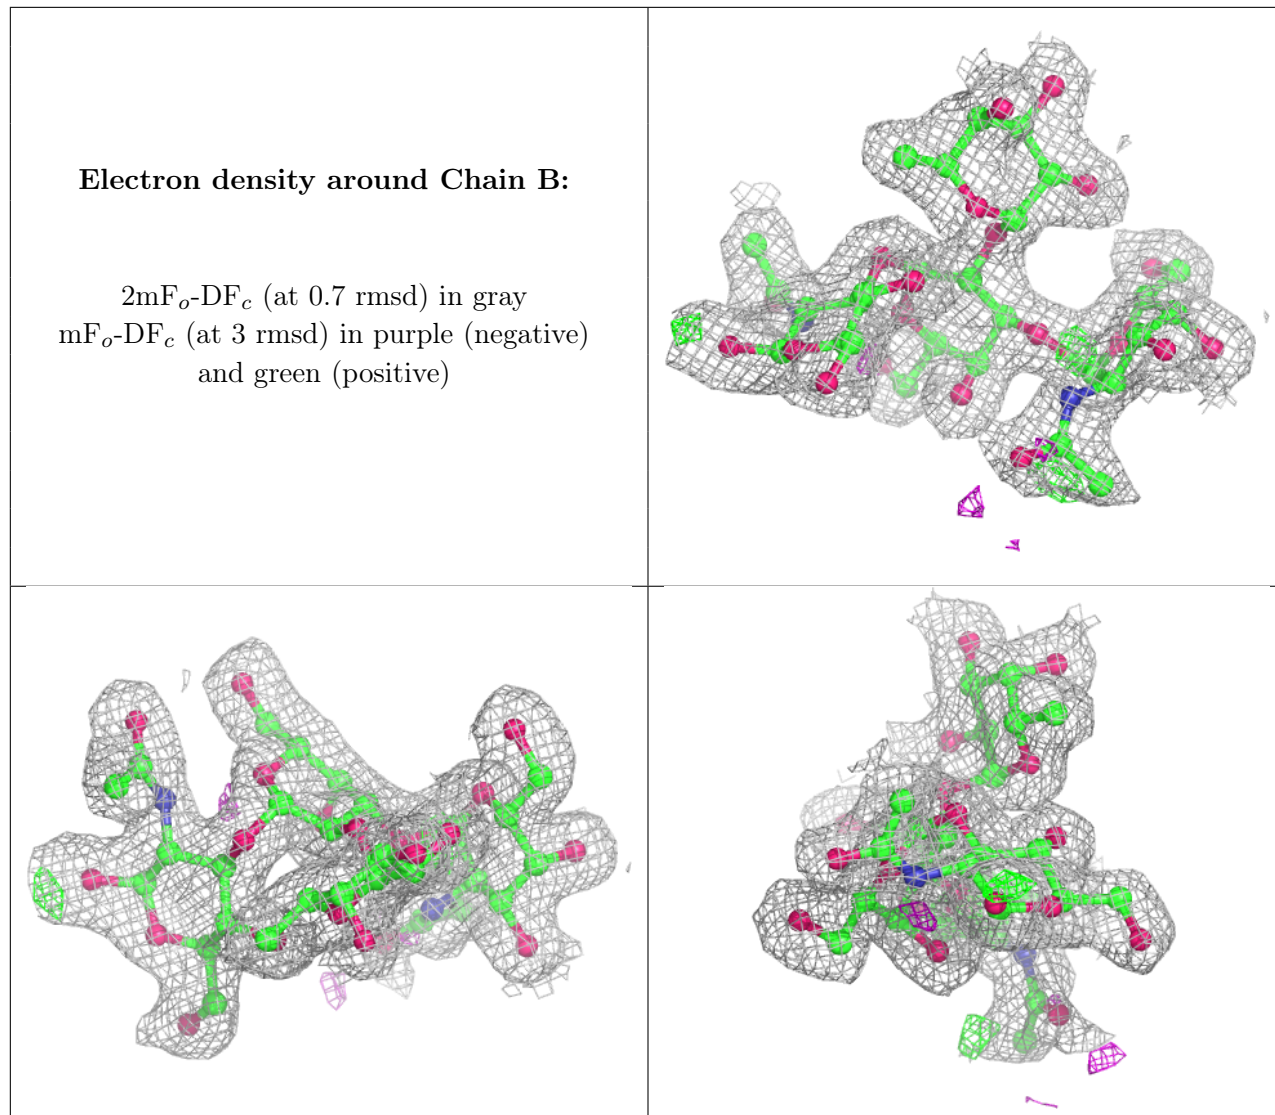 Electron density around Chain B:
2mFo-DFc (at 0.7 rmsd) in gray
mFo-DFc (at 3 rmsd) in purple (negative)
and green (positive)